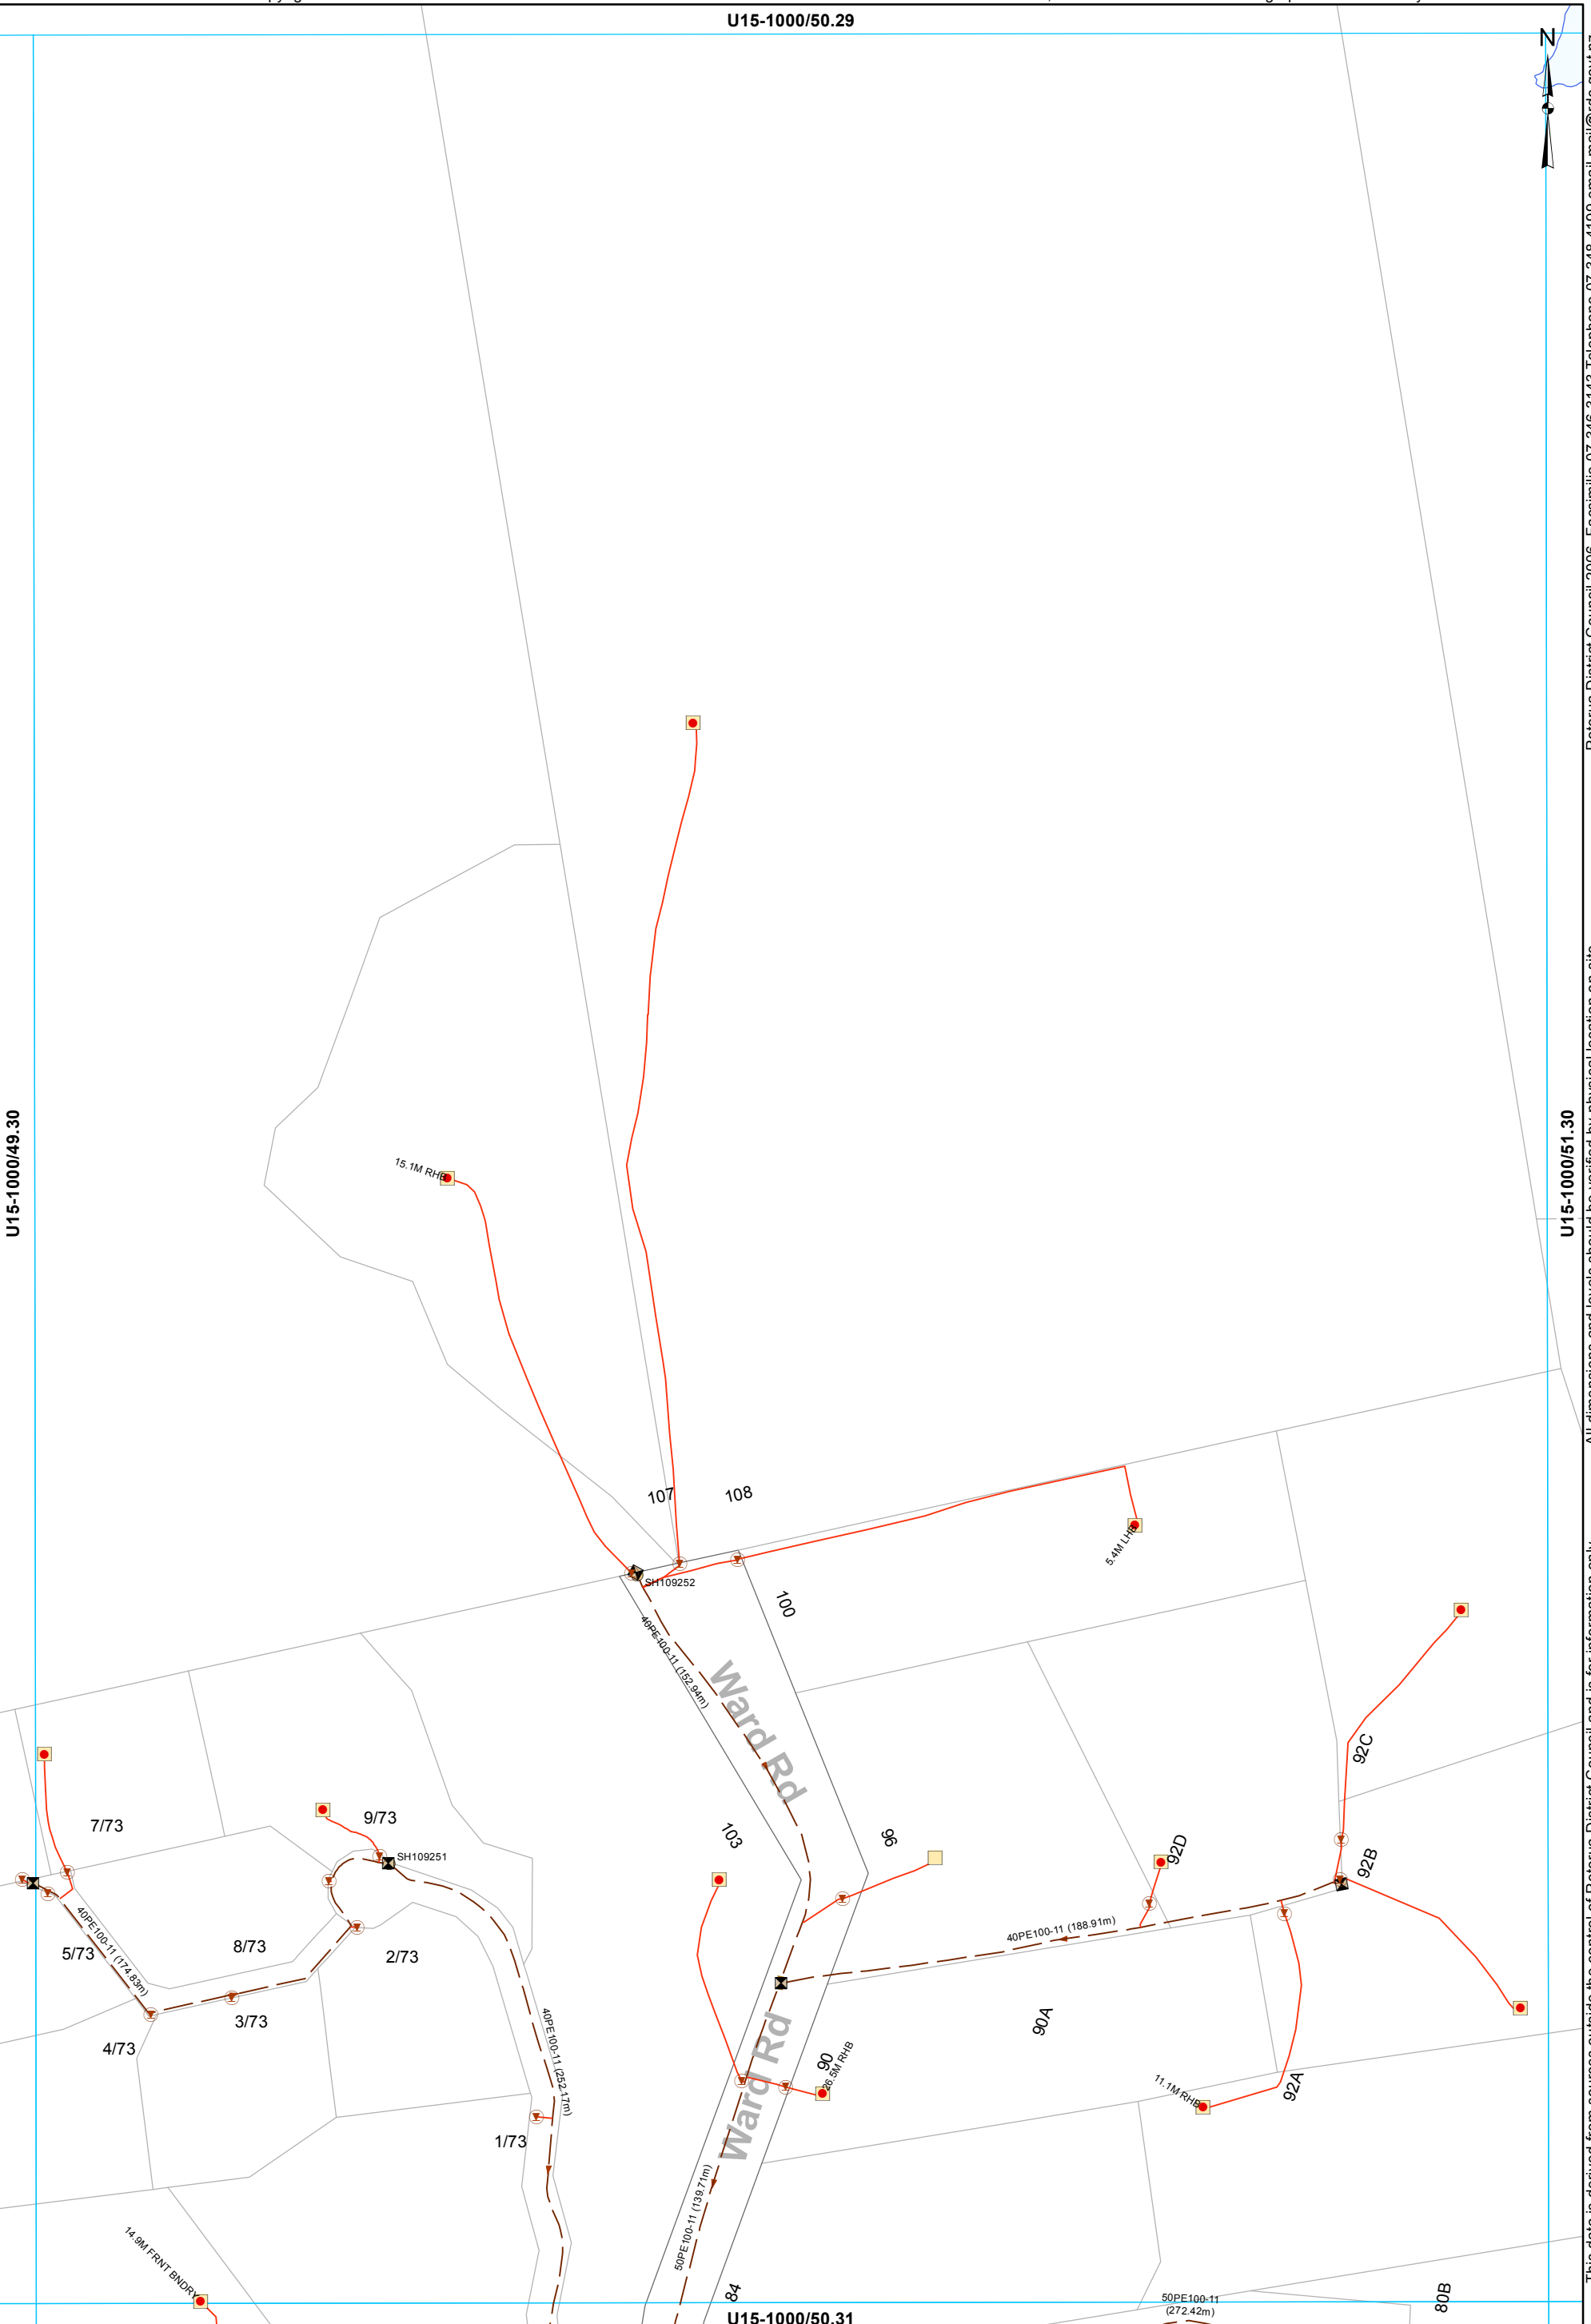 U15-1000/50.29
N
U15-1000/49.30
U15-1000/51.30
15.1M RHB
107
108
5.4M LHB
SH109252
100
40PE100-11 (152.94m)
Ward Rd
92C
103
96
92D
92B
7/73
9/73
SH109251
40PE100-11 (174.83m)
5/73
8/73
2/73
40PE100-11 (188.91m)
3/73
4/73
40PE100-11 (252.17m)
90A
90
26.5M RHB
Ward Rd
11.1M RHB
92A
1/73
50PE100-11 (139.71m)
14.9M FRNT BNDRY
84
50PE100-11
(272.42m)
80B
U15-1000/50.31